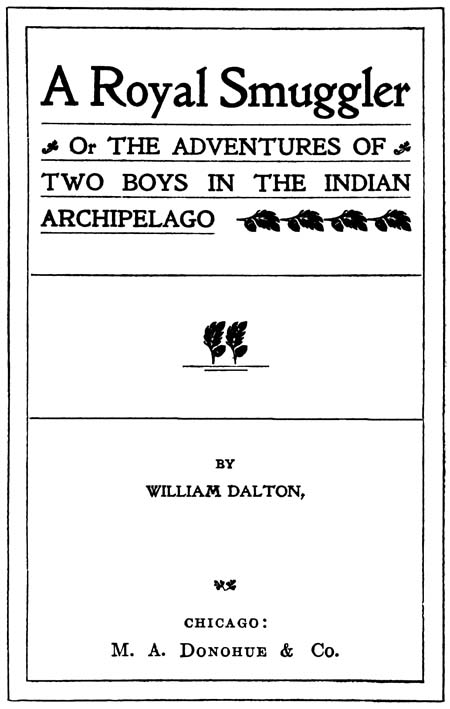 A Royal Smuggler
Or THE ADVENTURES OF
TWO BOYS IN THE INDIAN
ARCHIPELAGO
BY
WILLIAM DALTON,
CHICAGO:
M. A. DONOHUE & CO.